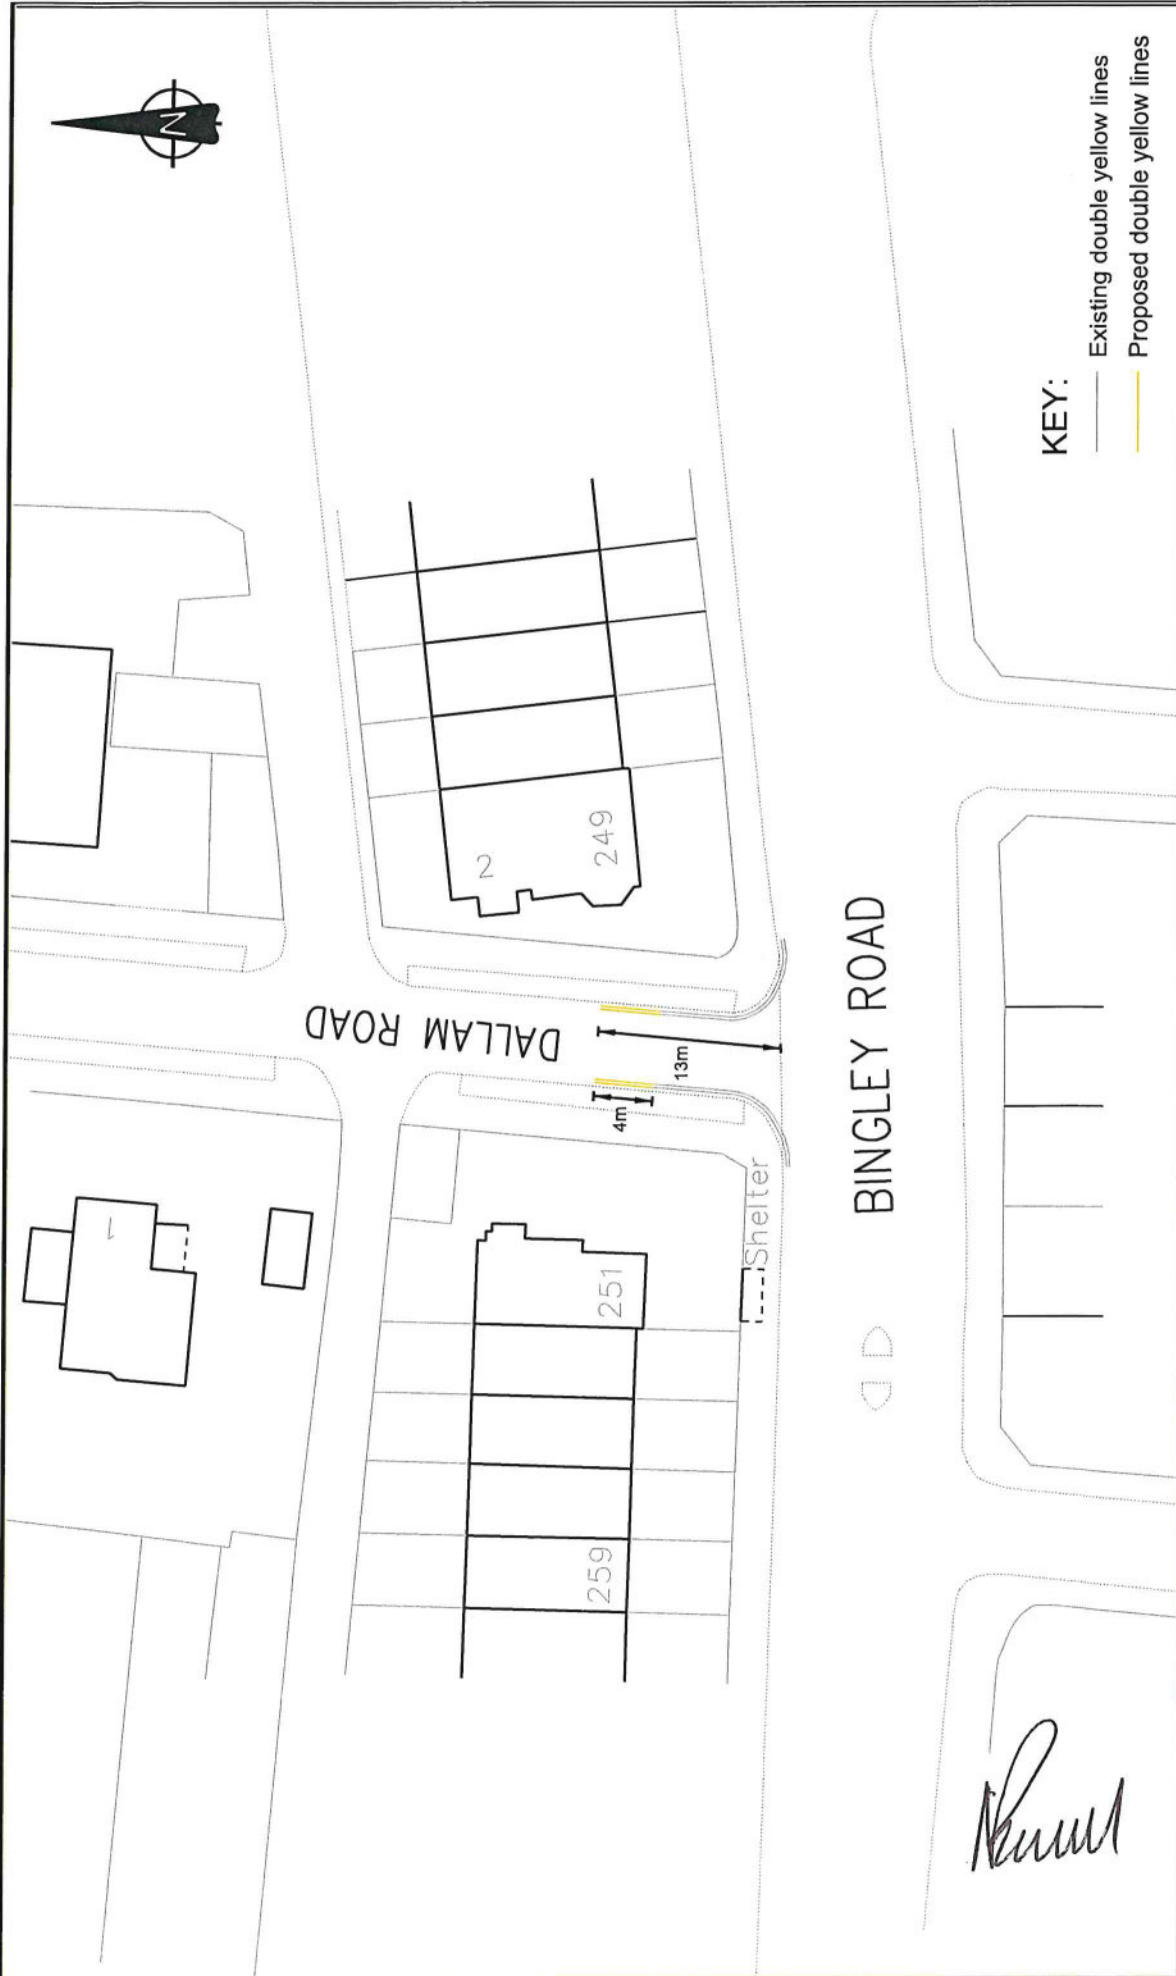 N
1
2
249
251
259
DALLAM ROAD
4m
13m
Shelter
BINGLEY ROAD
KEY:
Existing double yellow lines
Proposed double yellow lines